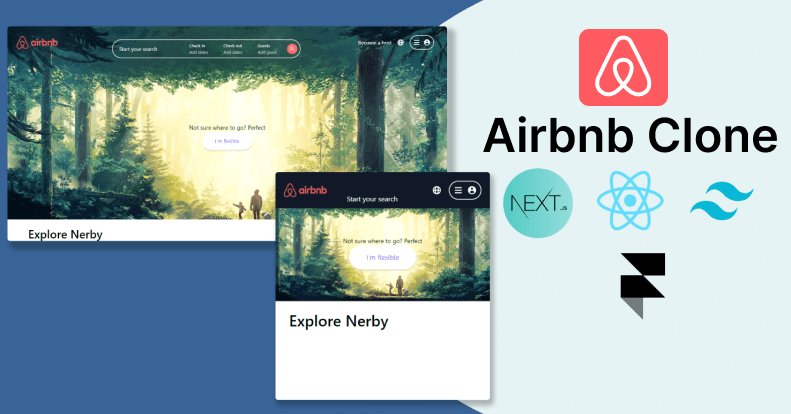 airbnb
Start your search
Check in
Add dates
Check out
Add dates
Guests
Add guest
Become a host
Not sure where to go? Perfect
I'm flexible
Explore Nerby
airbnb
Start your search
Not sure where to go? Perfect
I'm flexible
Explore Nerby
Airbnb Clone
NEXT.JS